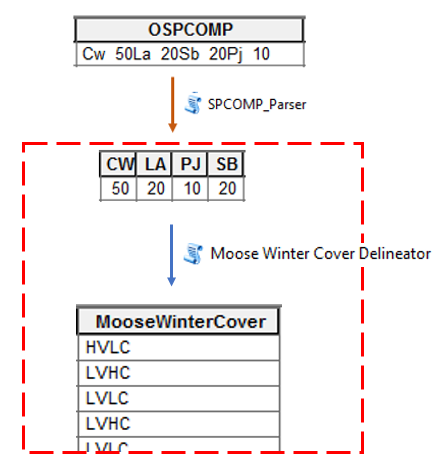 OSPCOMP
Cw 50La 20Sb 20Pj 10
SPCOMP_Parser
CW LA PJ SB
50 20 10 20
Moose Winter Cover Delineator
MooseWinterCover
HVLC
LVHC
LVLC
LVHC
LVLC